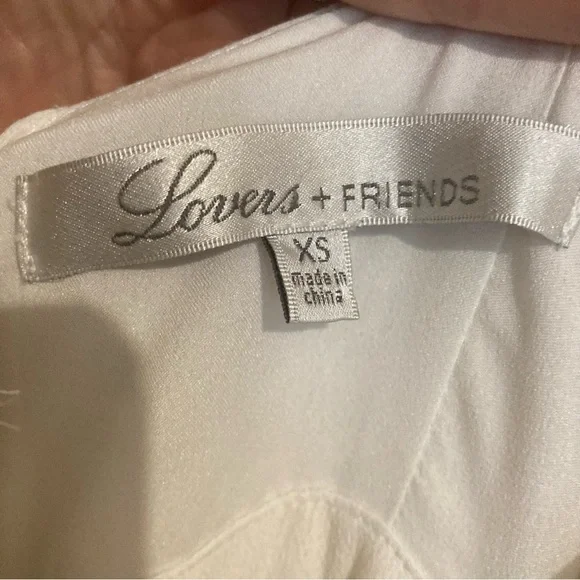 Lovers + FRIENDS
XS
made in
china